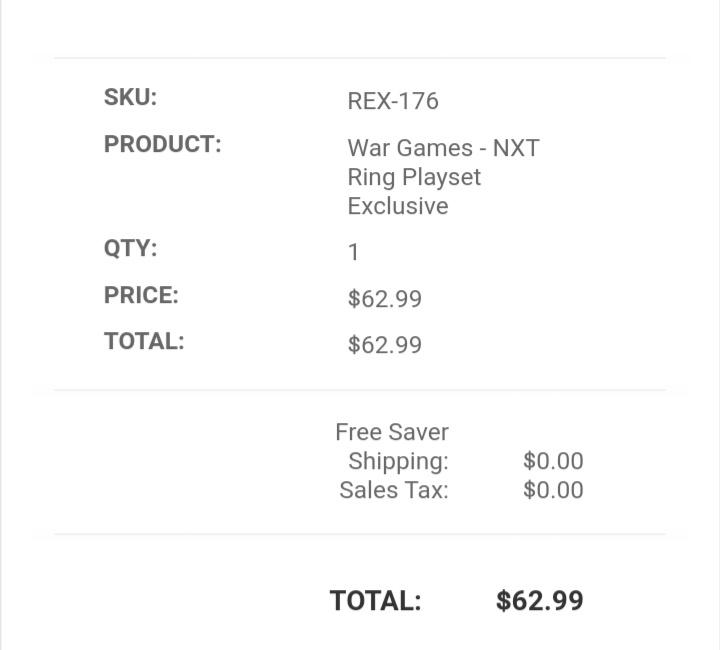 SKU: REX-176
PRODUCT: War Games - NXT
Ring Playset
Exclusive
QTY: 1
PRICE: $62.99
TOTAL: $62.99
Free Saver
Shipping: $0.00
Sales Tax: $0.00
TOTAL: $62.99